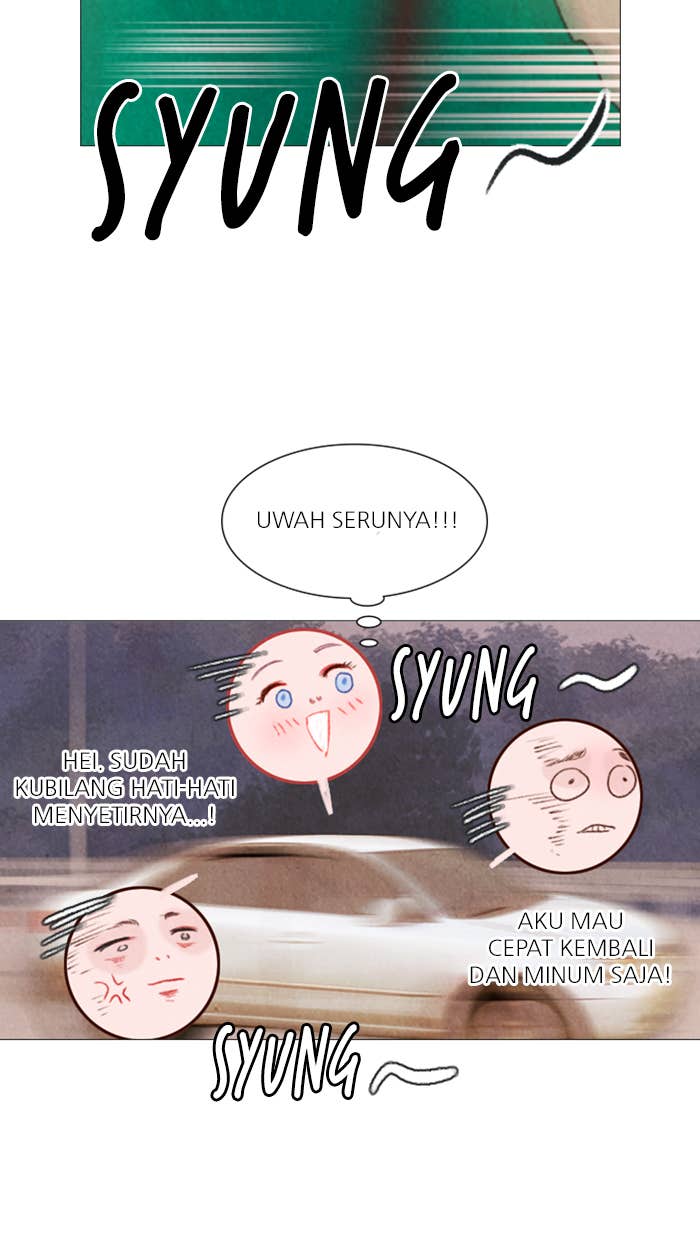 SYUNG~
UWAH SERUNYA!!!
SYUNG~
HEI, SUDAH
KUBILANG HATI-HATI
MENYETIRNYA...!
AKU MAU
CEPAT KEMBALI
DAN MINUM SAJA!
SYUNG~